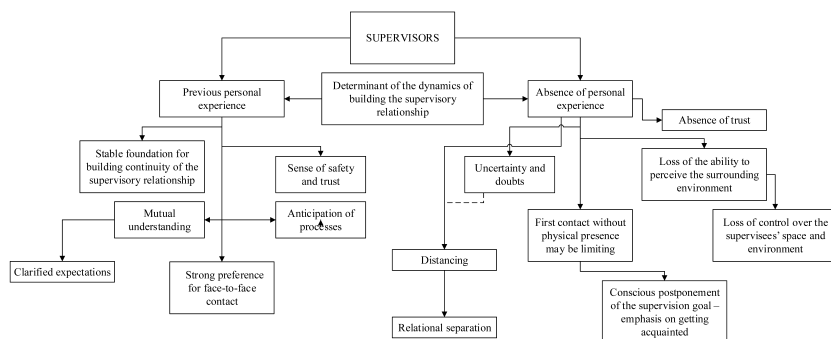 SUPERVISORS
Previous personal
experience
Determinant of the dynamics of
building the supervisory
relationship
Absence of personal
experience
Absence of trust
Stable foundation for
building continuity of the
supervisory relationship
Sense of safety
and trust
Uncertainty and
doubts
Loss of the ability to
perceive the surrounding
environment
Mutual
understanding
Anticipation of
processes
First contact without
physical presence
may be limiting
Loss of control over the
supervisees' space and
environment
Clarified expectations
Strong preference
for face-to-face
contact
Distancing
Conscious postponement
of the supervision goal –
emphasis on getting
acquainted
Relational separation